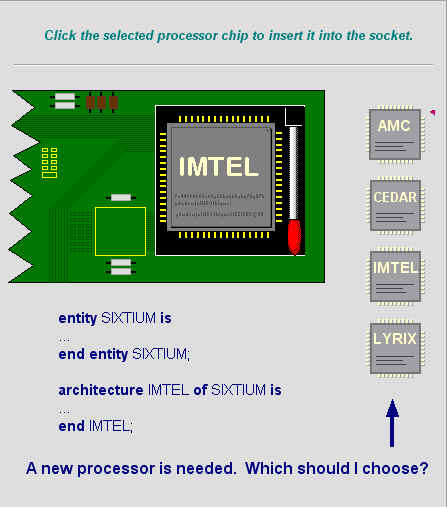 Click the selected processor chip to insert it into the socket.
IMTEL
AMC
CEDAR
IMTEL
LYRIX
entity SIXTIUM is
...
end entity SIXTIUM;
architecture IMTEL of SIXTIUM is
...
end IMTEL;
A new processor is needed. Which should I choose?